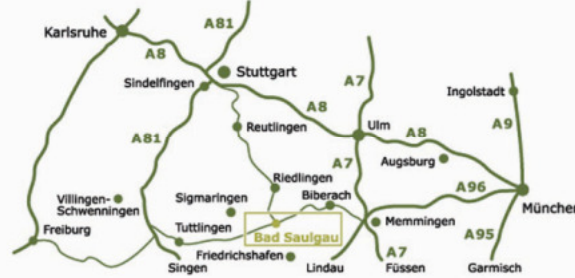 A81
Karlsruhe
A8
Stuttgart
Sindelfingen
A7
Ingolstadt
A8
A9
Reutlingen
Ulm
A8
A81
A7
Augsburg
Riedlingen
A96
Villingen-
Schwenningen
Sigmaringen
Biberach
München
Freiburg
Tuttlingen
Bad Saulgau
Memmingen
A95
Friedrichshafen
A7
Singen
Lindau
Füssen
Garmisch